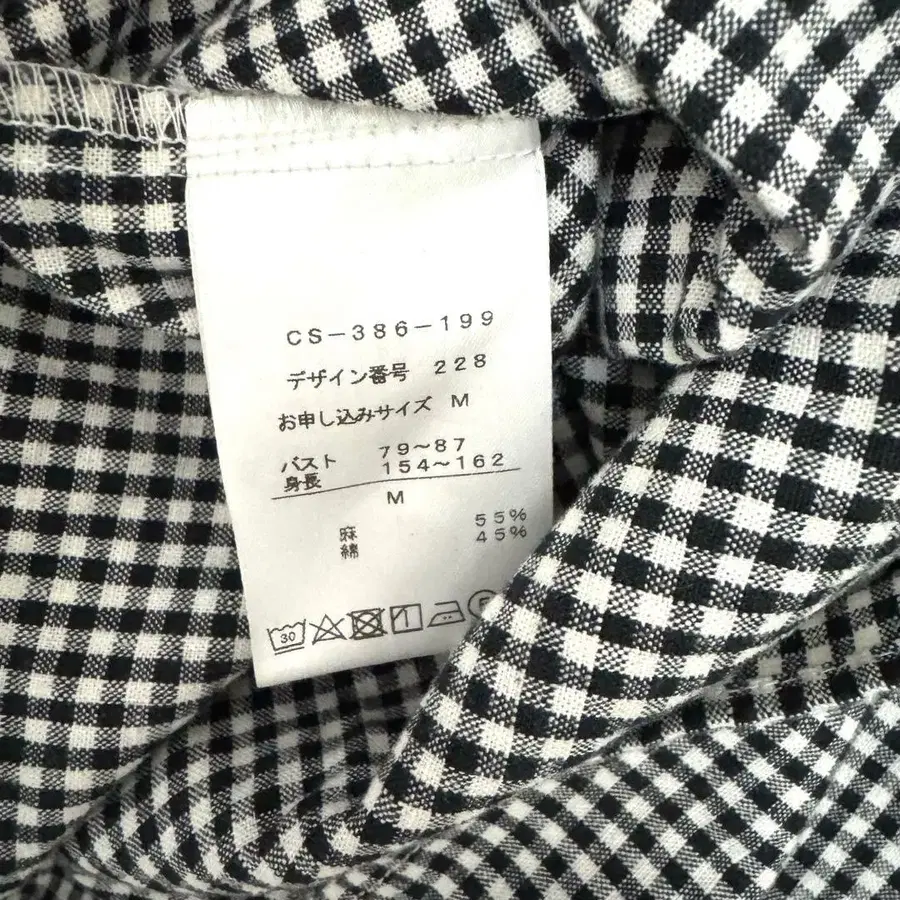 CS-386-199
デザイン番号 228
お申し込みサイズ M
バスト 79~87
身長 154~162
M
麻 55%
綿 45%
30